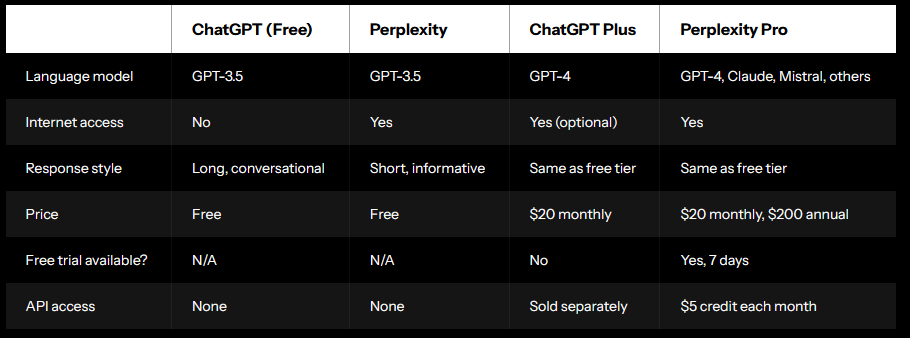 ChatGPT (Free) Perplexity ChatGPT Plus Perplexity Pro
Language model GPT-3.5 GPT-3.5 GPT-4 GPT-4, Claude, Mistral, others
Internet access No Yes Yes (optional) Yes
Response style Long, conversational Short, informative Same as free tier Same as free tier
Price Free Free $20 monthly $20 monthly, $200 annual
Free trial available? N/A N/A No Yes, 7 days
API access None None Sold separately $5 credit each month